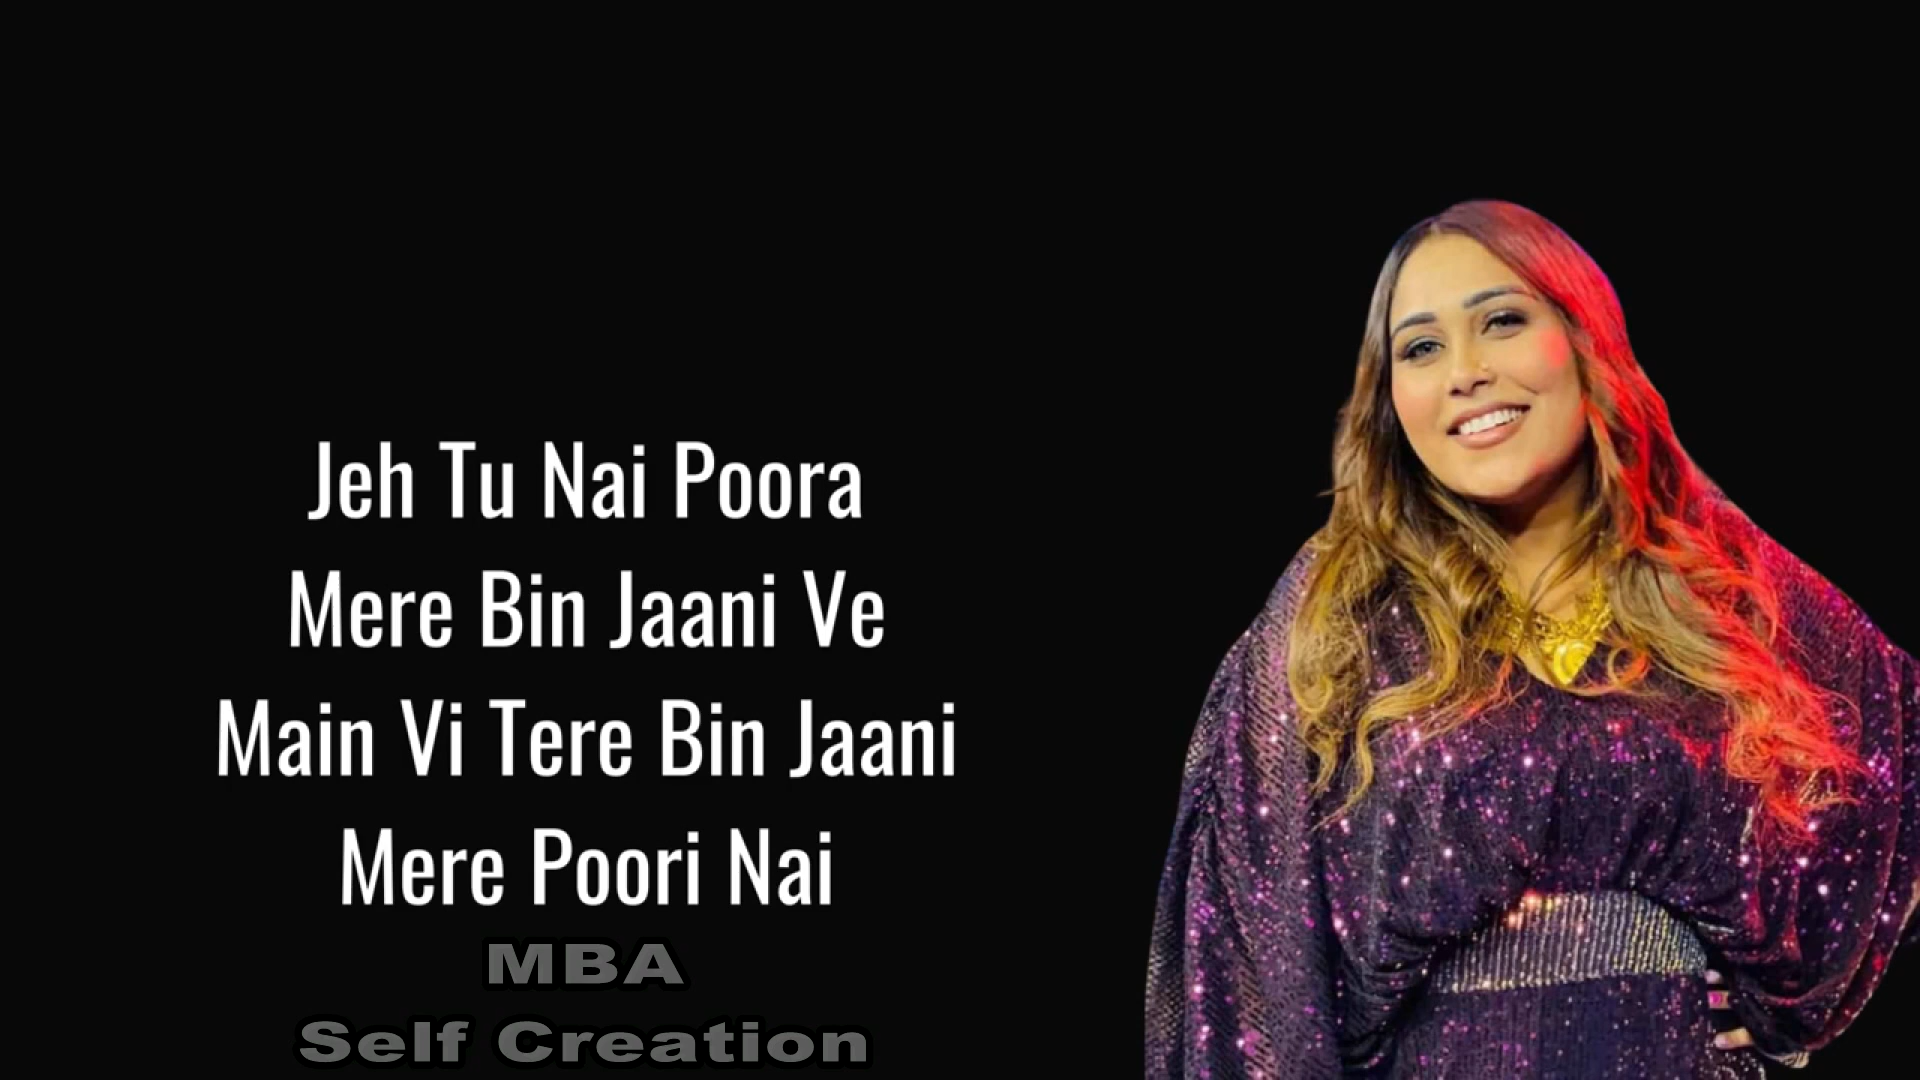 Jeh Tu Nai Poora
Mere Bin Jaani Ve
Main Vi Tere Bin Jaani
Mere Poori Nai
MBA
Self Creation